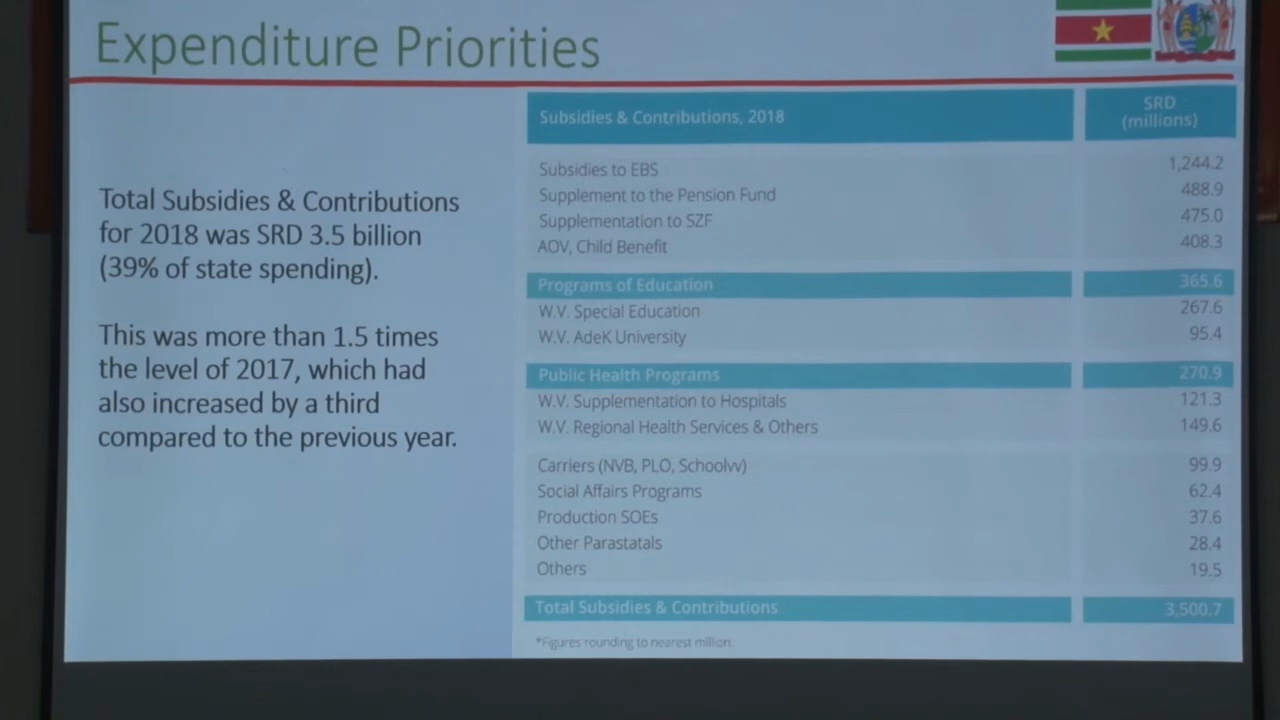 Expenditure Priorities
Total Subsidies & Contributions
for 2018 was SRD 3.5 billion
(39% of state spending).
This was more than 1.5 times
the level of 2017, which had
also increased by a third
compared to the previous year.
Subsidies & Contributions, 2018 SRD (millions)
Subsidies to EBS 1,244.2
Supplement to the Pension Fund 488.9
Supplementation to SZF 475.0
AOV, Child Benefit 408.3
Programs of Education 365.6
W.V. Special Education 267.6
W.V. AdeK University 95.4
Public Health Programs 270.9
W.V. Supplementation to Hospitals 121.3
W.V. Regional Health Services & Others 149.6
Carriers (NVB, PLO, Schoolvv) 99.9
Social Affairs Programs 62.4
Production SOEs 37.6
Other Parastatals 28.4
Others 19.5
Total Subsidies & Contributions 3,500.7
*Figures rounding to nearest million.